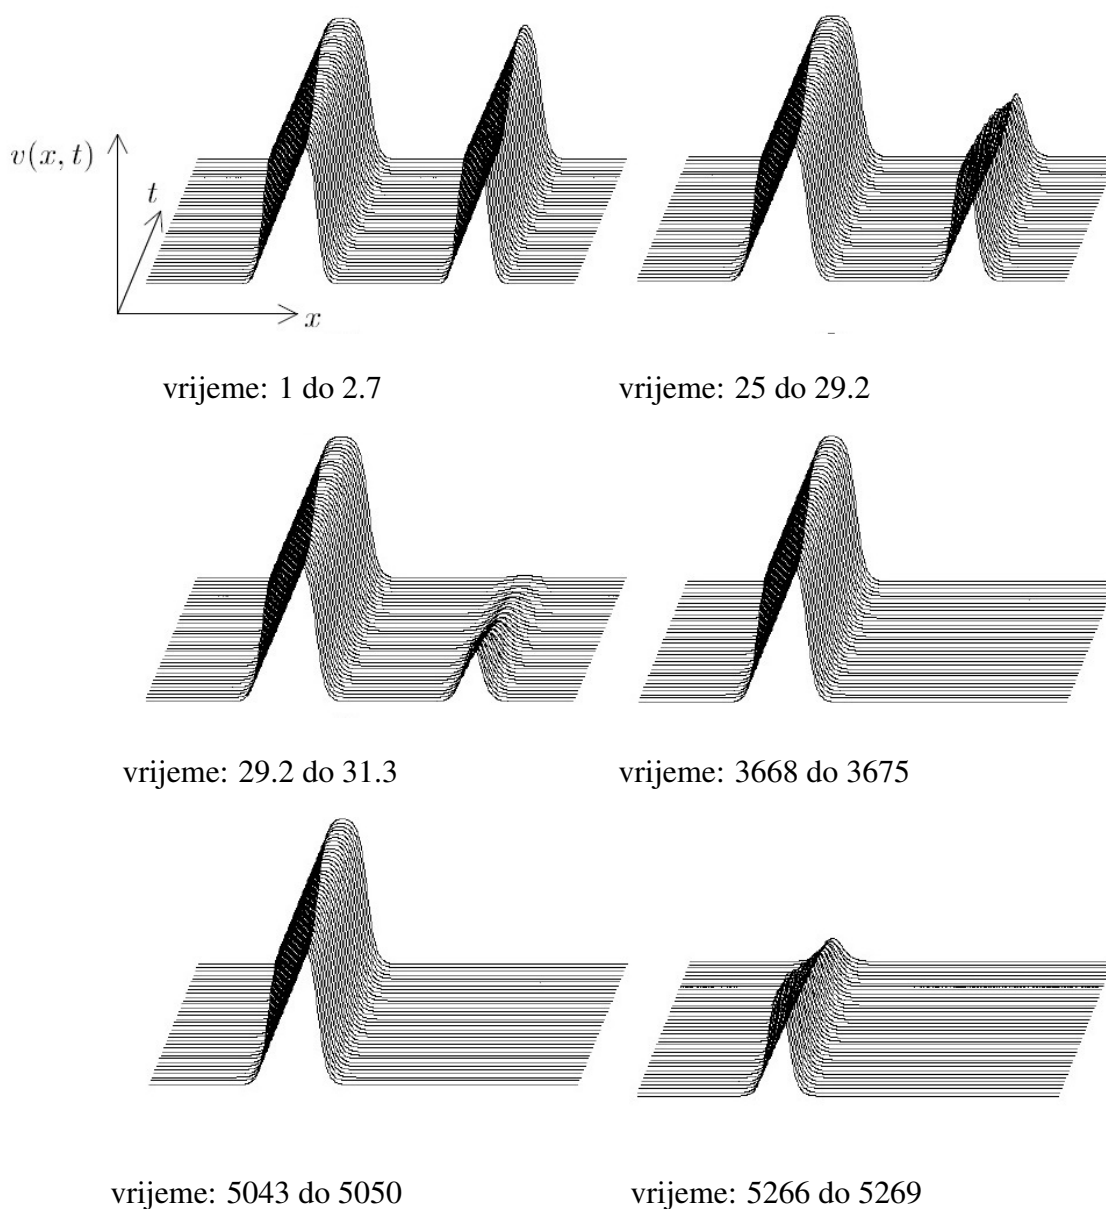 v(x, t)
t
x
vrijeme: 1 do 2.7
vrijeme: 25 do 29.2
vrijeme: 29.2 do 31.3
vrijeme: 3668 do 3675
vrijeme: 5043 do 5050
vrijeme: 5266 do 5269